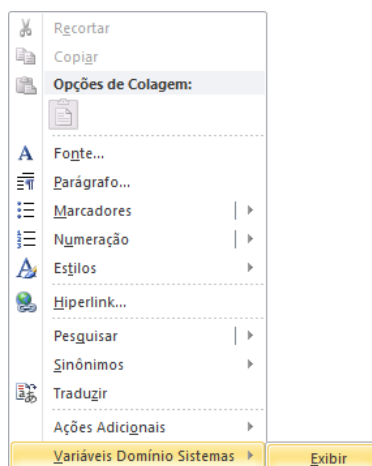 Recortar
Copiar
Opções de Colagem:
Fonte...
Parágrafo...
Marcadores
Numeração
Estilos
Hiperlink...
Pesquisar
Sinônimos
Traduzir
Ações Adicionais
Variáveis Domínio Sistemas
Exibir